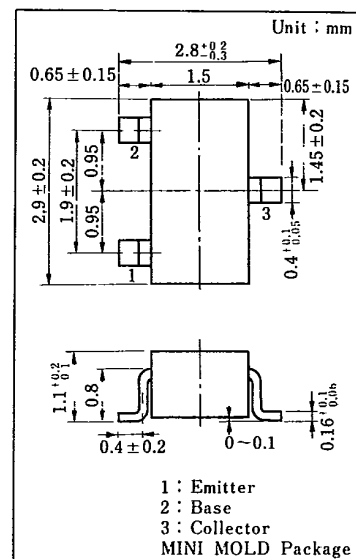 Unit : mm
2.8 +0.2 -0.3
0.65 ± 0.15 1.5 0.65 ± 0.15
2.9 ± 0.2
1.9 ± 0.2
0.95
0.95
2
1
3
1.45 ± 0.2
0.4 +0.1 -0.05
1.1 +0.2 -0.1
0.8
0.4 ± 0.2
0~0.1
0.16 +0.1 -0.06
1 : Emitter
2 : Base
3 : Collector
MINI MOLD Package